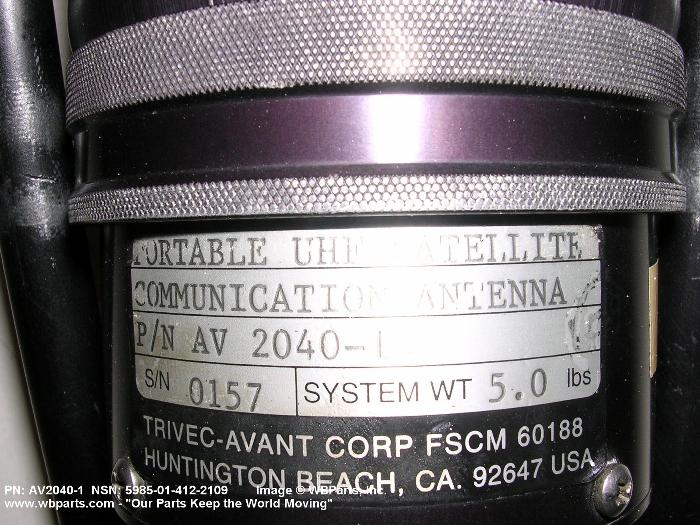 PORTABLE UHF SATELLITE
COMMUNICATION ANTENNA
P/N AV 2040-1
S/N 0157 SYSTEM WT 5.0 lbs
TRIVEC-AVANT CORP FSCM 60188
HUNTINGTON BEACH, CA. 92647 USA
PN: AV2040-1 NSN: 5985-01-412-2109 Image © WBParts, Inc.
www.wbparts.com - "Our Parts Keep the World Moving"